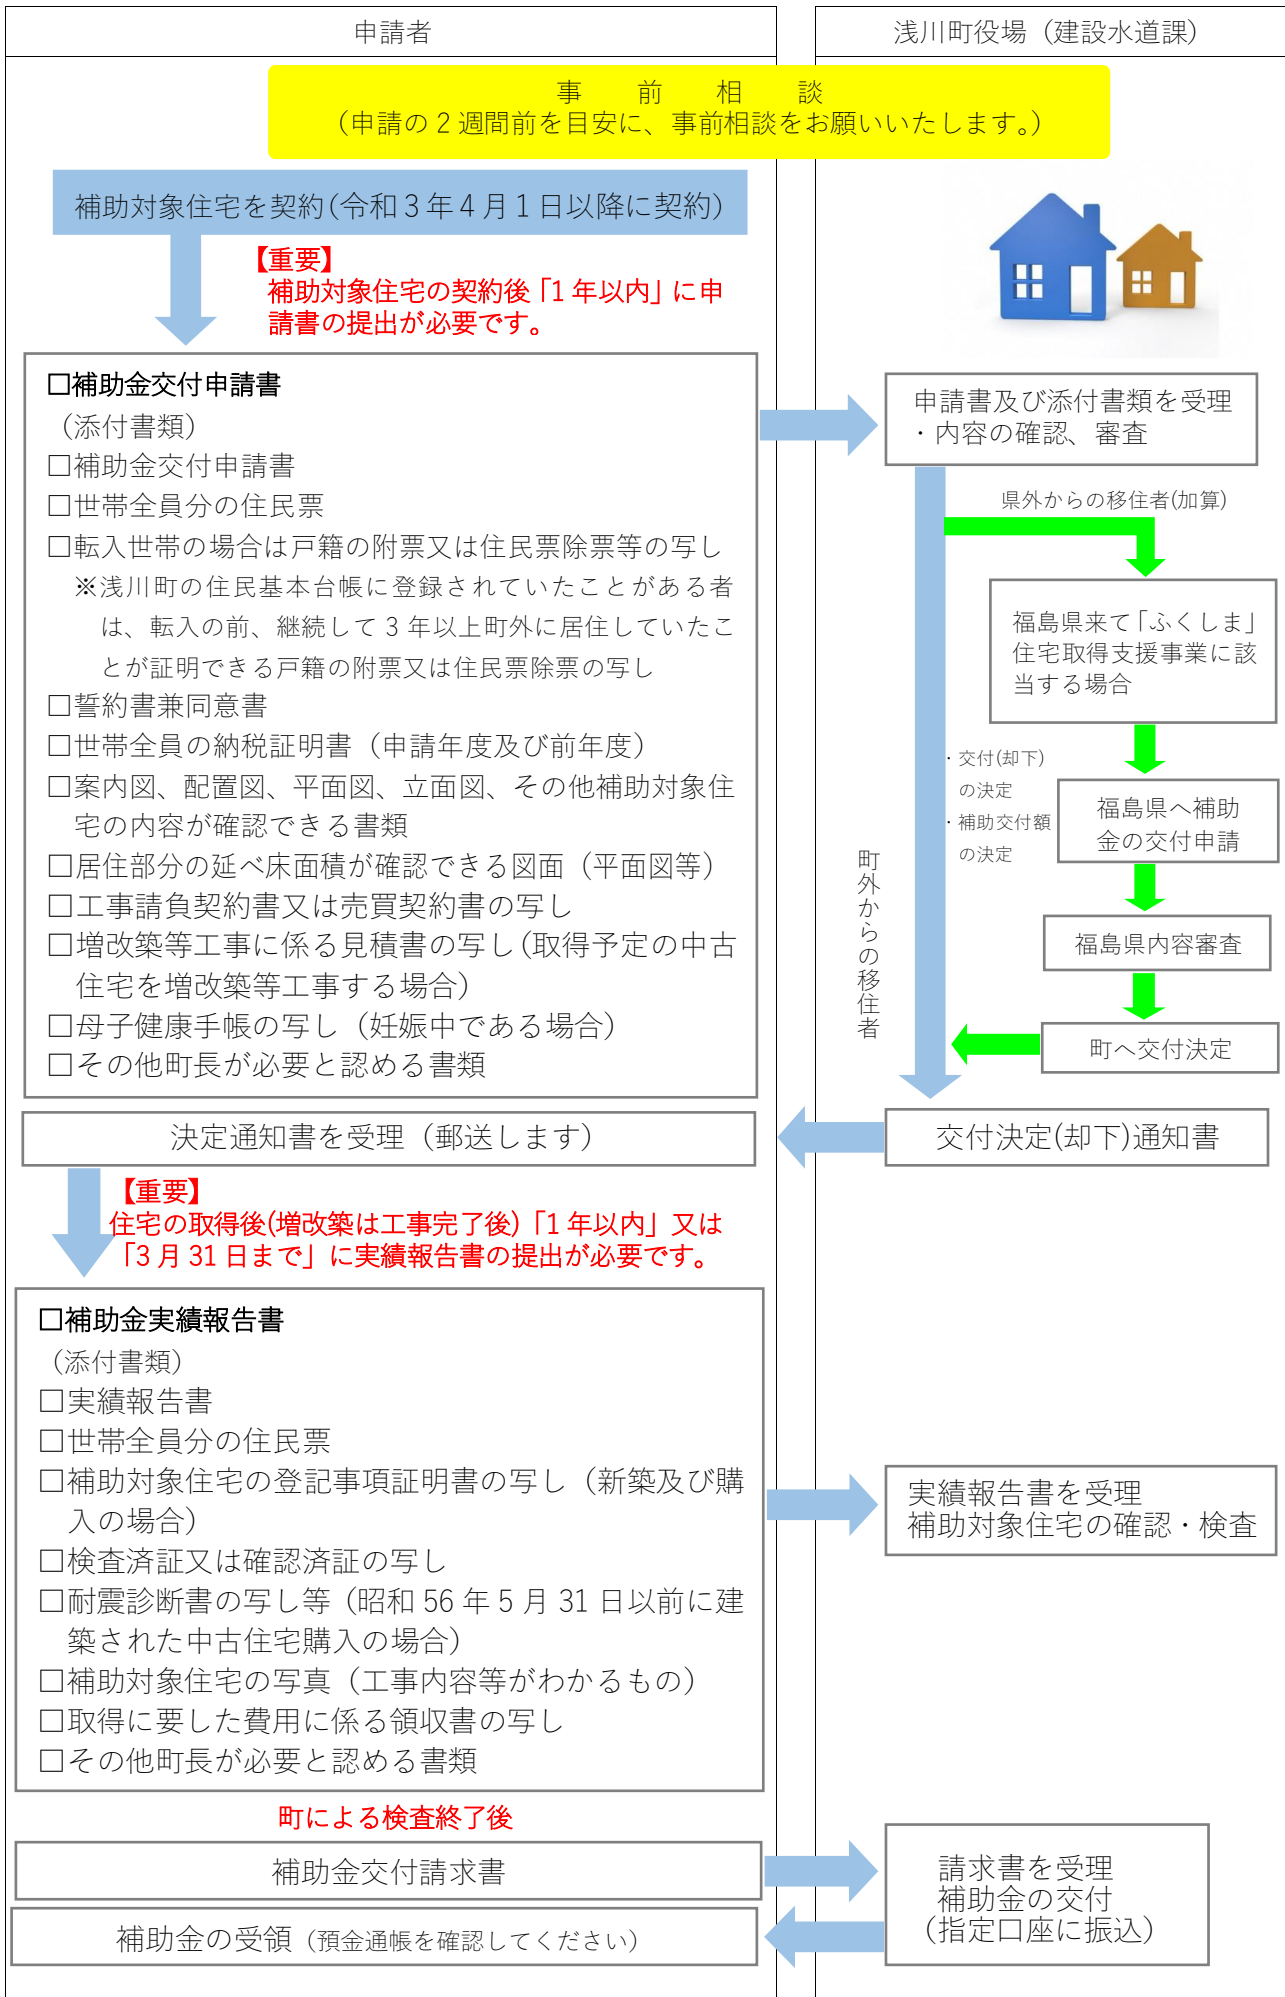 申請者
浅川町役場（建設水道課）
事前相談
（申請の２週間前を目安に、事前相談をお願いいたします。）
補助対象住宅を契約（令和３年４月１日以降に契約）
【重要】
補助対象住宅の契約後「１年以内」に申
請書の提出が必要です。
□補助金交付申請書
（添付書類）
□補助金交付申請書
□世帯全員分の住民票
□転入世帯の場合は戸籍の附票又は住民票除票等の写し
※浅川町の住民基本台帳に登録されていたことがある者
は、転入の前、継続して３年以上町外に居住していたこ
とが証明できる戸籍の附票又は住民票除票の写し
□誓約書兼同意書
□世帯全員の納税証明書（申請年度及び前年度）
□案内図、配置図、平面図、立面図、その他補助対象住
宅の内容が確認できる書類
□居住部分の延べ床面積が確認できる図面（平面図等）
□工事請負契約書又は売買契約書の写し
□増改築等工事に係る見積書の写し（取得予定の中古
住宅を増改築等工事する場合）
□母子健康手帳の写し（妊娠中である場合）
□その他町長が必要と認める書類
申請書及び添付書類を受理
・内容の確認、審査
県外からの移住者(加算)
福島県来て「ふくしま」
住宅取得支援事業に該
当する場合
・交付(却下)
の決定
・補助交付額
の決定
福島県へ補助
金の交付申請
町外からの移住者
福島県内容審査
町へ交付決定
決定通知書を受理（郵送します）
交付決定(却下)通知書
【重要】
住宅の取得後(増改築は工事完了後)「１年以内」又は
「3月31日まで」に実績報告書の提出が必要です。
□補助金実績報告書
（添付書類）
□実績報告書
□世帯全員分の住民票
□補助対象住宅の登記事項証明書の写し（新築及び購
入の場合）
□検査済証又は確認済証の写し
□耐震診断書の写し等（昭和56年5月31日以前に建
築された中古住宅購入の場合）
□補助対象住宅の写真（工事内容等がわかるもの）
□取得に要した費用に係る領収書の写し
□その他町長が必要と認める書類
実績報告書を受理
補助対象住宅の確認・検査
町による検査終了後
補助金交付請求書
請求書を受理
補助金の交付
（指定口座に振込）
補助金の受領（預金通帳を確認してください）